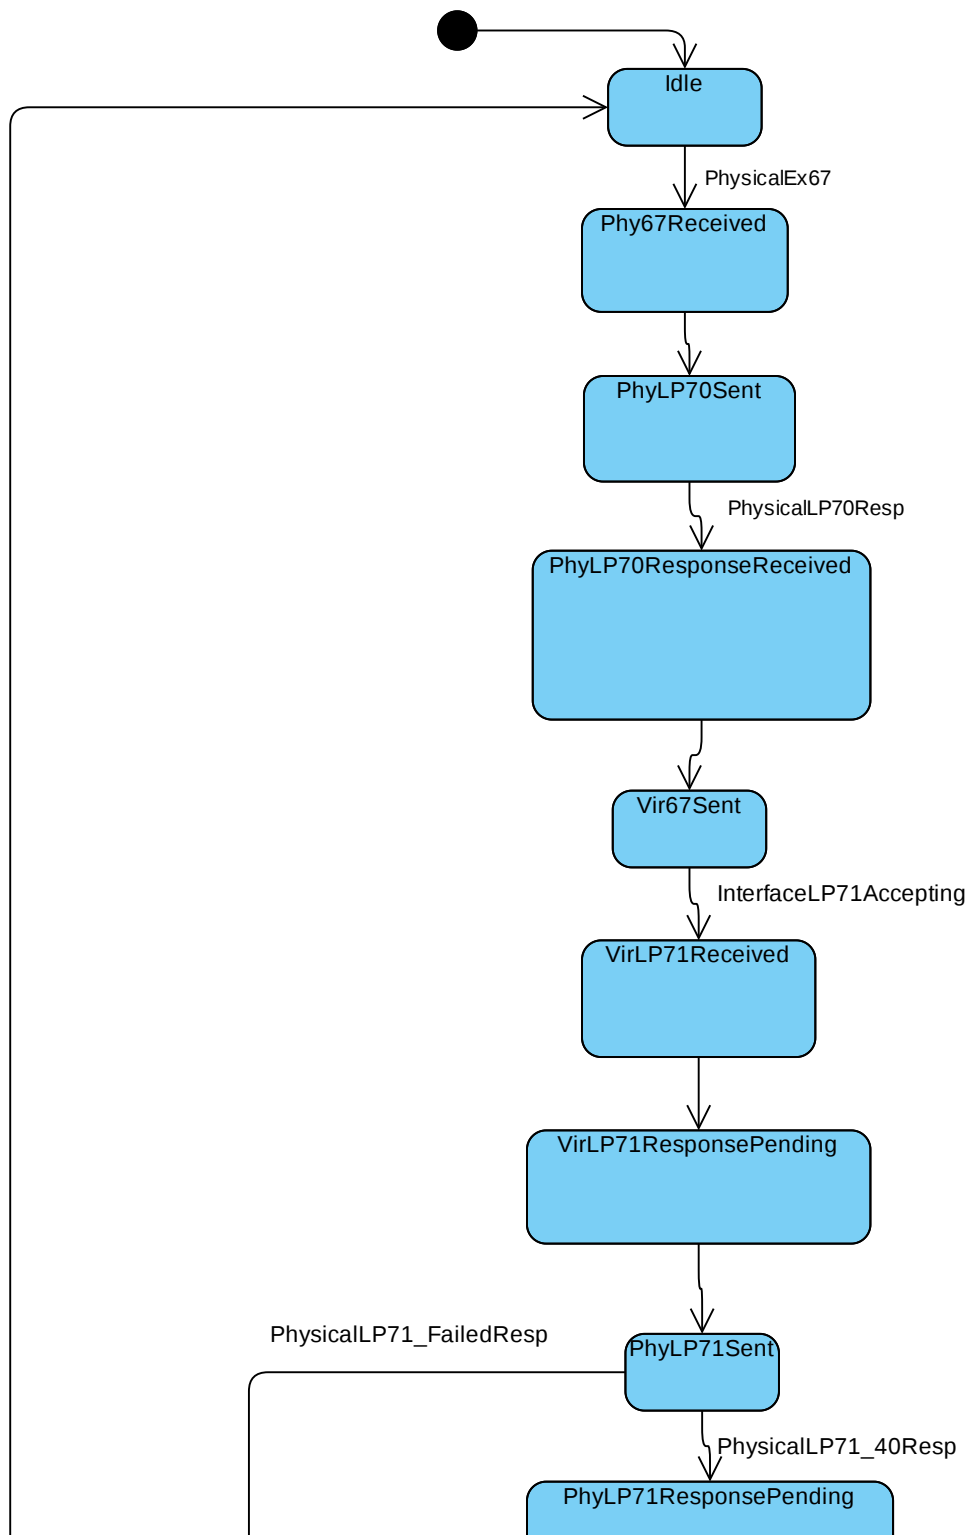 Idle
PhysicalEx67
Phy67Received
PhyLP70Sent
PhysicalLP70Resp
PhyLP70ResponseReceived
Vir67Sent
InterfaceLP71Accepting
VirLP71Received
VirLP71ResponsePending
PhysicalLP71_FailedResp
PhyLP71Sent
PhysicalLP71_40Resp
PhyLP71ResponsePending